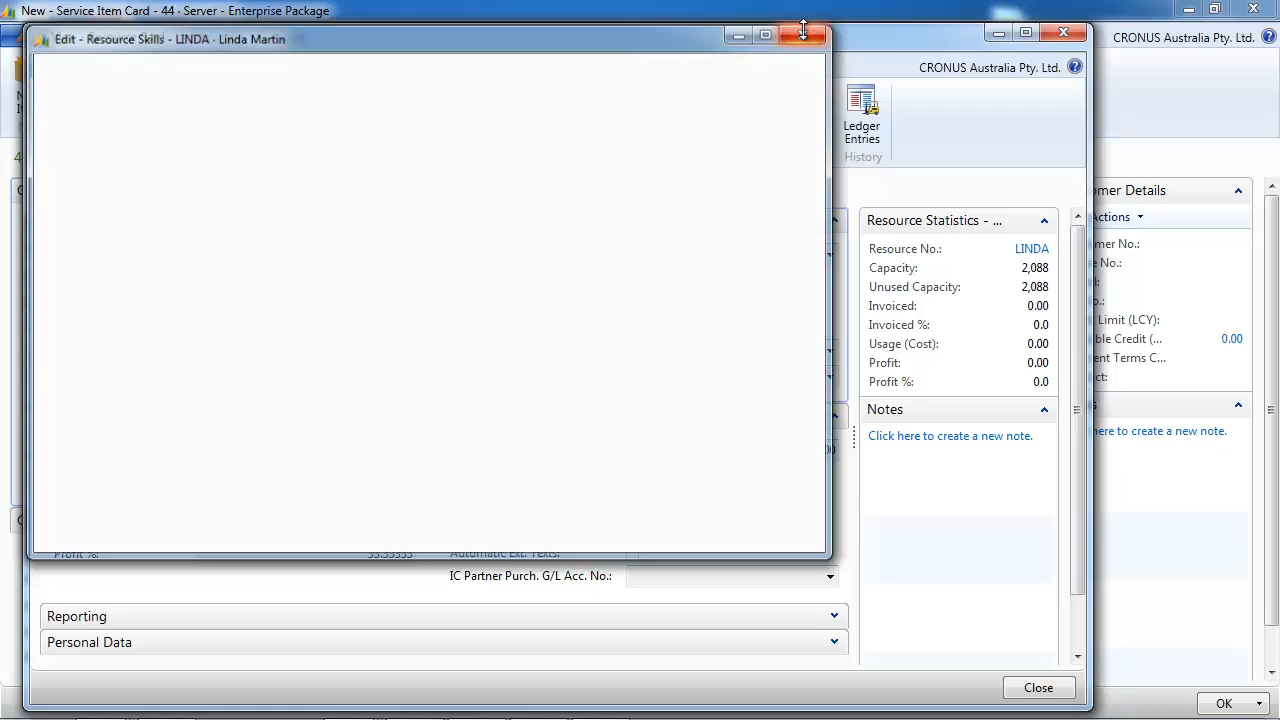 New - Service Item Card - 44 · Server - Enterprise Package
Edit - Resource Skills - LINDA · Linda Martin
CRONUS Australia Pty. Ltd.
CRONUS Australia Pty. Ltd.
Ledger
Entries
History
Resource Statistics - ...
Resource No.: LINDA
Capacity: 2,088
Unused Capacity: 2,088
Invoiced: 0.00
Invoiced %: 0.0
Usage (Cost): 0.00
Profit: 0.00
Profit %: 0.0
Notes
Click here to create a new note.
omer Details
Actions
mer No.:
e No.:
o.:
Limit (LCY):
ble Credit (... 0.00
ent Terms C...
ct:
here to create a new note.
Profit %: 33.33333
Automatic Ext. Texts:
IC Partner Purch. G/L Acc. No.:
Reporting
Personal Data
Close
OK